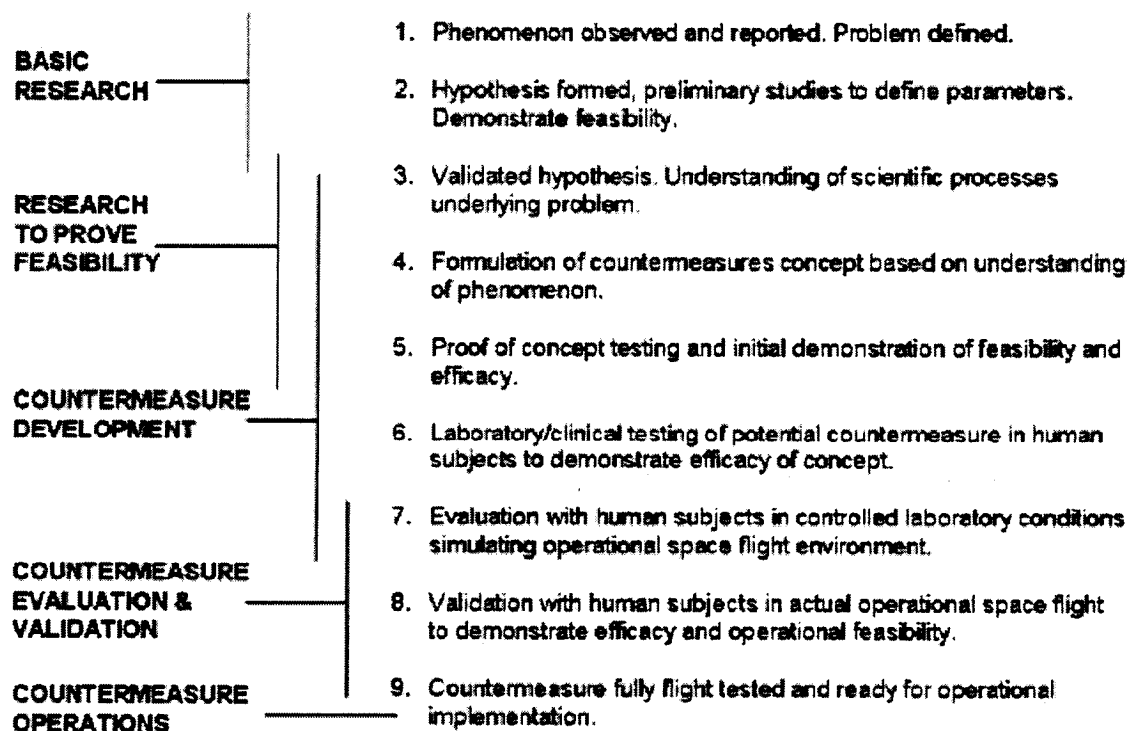 BASIC
RESEARCH
RESEARCH
TO PROVE
FEASIBILITY
COUNTERMEASURE
DEVELOPMENT
COUNTERMEASURE
EVALUATION &
VALIDATION
COUNTERMEASURE
OPERATIONS
1. Phenomenon observed and reported. Problem defined.
2. Hypothesis formed, preliminary studies to define parameters.
Demonstrate feasibility.
3. Validated hypothesis. Understanding of scientific processes
underlying problem.
4. Formulation of countermeasures concept based on understanding
of phenomenon.
5. Proof of concept testing and initial demonstration of feasibility and
efficacy.
6. Laboratory/clinical testing of potential countermeasure in human
subjects to demonstrate efficacy of concept.
7. Evaluation with human subjects in controlled laboratory conditions
simulating operational space flight environment.
8. Validation with human subjects in actual operational space flight
to demonstrate efficacy and operational feasibility.
9. Countermeasure fully flight tested and ready for operational
implementation.